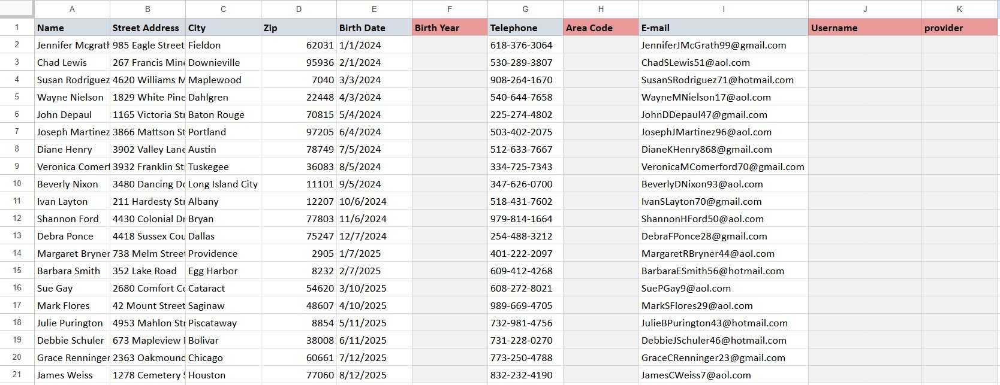 A B C D E F G H I J K
1 Name Street Address City Zip Birth Date Birth Year Telephone Area Code E-mail Username provider
2 Jennifer Mcgrath 985 Eagle Street Fieldon 62031 1/1/2024 618-376-3064 JenniferJMcGrath99@gmail.com
3 Chad Lewis 267 Francis Mine Downieville 95936 2/1/2024 530-289-3807 ChadSLewis51@aol.com
4 Susan Rodriguez 4620 Williams M Maplewood 7040 3/3/2024 908-264-1670 SusanSRodriguez71@hotmail.com
5 Wayne Nielson 1829 White Pine Dahlgren 22448 4/3/2024 540-644-7658 WayneMNielson17@aol.com
6 John Depaul 1165 Victoria Str Baton Rouge 70815 5/4/2024 225-274-4802 JohnDDepaul47@gmail.com
7 Joseph Martinez 3866 Mattson St Portland 97205 6/4/2024 503-402-2075 JosephJMartinez96@aol.com
8 Diane Henry 3902 Valley Lane Austin 78749 7/5/2024 512-633-7667 DianeKHenry868@gmail.com
9 Veronica Comerf 3932 Franklin Str Tuskegee 36083 8/5/2024 334-725-7343 VeronicaMComerford70@gmail.com
10 Beverly Nixon 3480 Dancing Do Long Island City 11101 9/5/2024 347-626-0700 BeverlyDNixon93@aol.com
11 Ivan Layton 211 Hardesty Str Albany 12207 10/6/2024 518-431-7602 IvanSLayton70@gmail.com
12 Shannon Ford 4430 Colonial Dr Bryan 77803 11/6/2024 979-814-1664 ShannonHFord50@aol.com
13 Debra Ponce 4418 Sussex Cou Dallas 75247 12/7/2024 254-488-3212 DebraFPonce28@gmail.com
14 Margaret Bryner 738 Melm Street Providence 2905 1/7/2025 401-222-2097 MargaretRBryner44@aol.com
15 Barbara Smith 352 Lake Road Egg Harbor 8232 2/7/2025 609-412-4268 BarbaraESmith56@hotmail.com
16 Sue Gay 2680 Comfort Co Cataract 54620 3/10/2025 608-272-8021 SuePGay9@aol.com
17 Mark Flores 42 Mount Street Saginaw 48607 4/10/2025 989-669-4705 MarkSFlores29@aol.com
18 Julie Purington 4953 Mahlon Str Piscataway 8854 5/11/2025 732-981-4756 JulieBPurington43@hotmail.com
19 Debbie Schuler 673 Mapleview Bolivar 38008 6/11/2025 731-228-0270 DebbieJSchuler46@hotmail.com
20 Grace Renninger 2363 Oakmound Chicago 60661 7/12/2025 773-250-4788 GraceCRenninger23@gmail.com
21 James Weiss 1278 Cemetery Houston 77060 8/12/2025 832-232-4190 JamesCWeiss7@aol.com